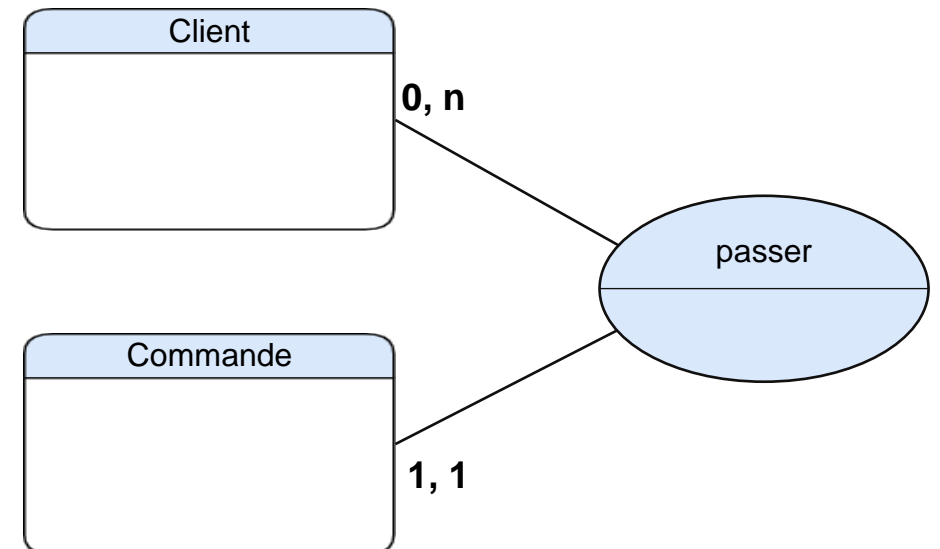 Client
0, n
passer
Commande
1, 1